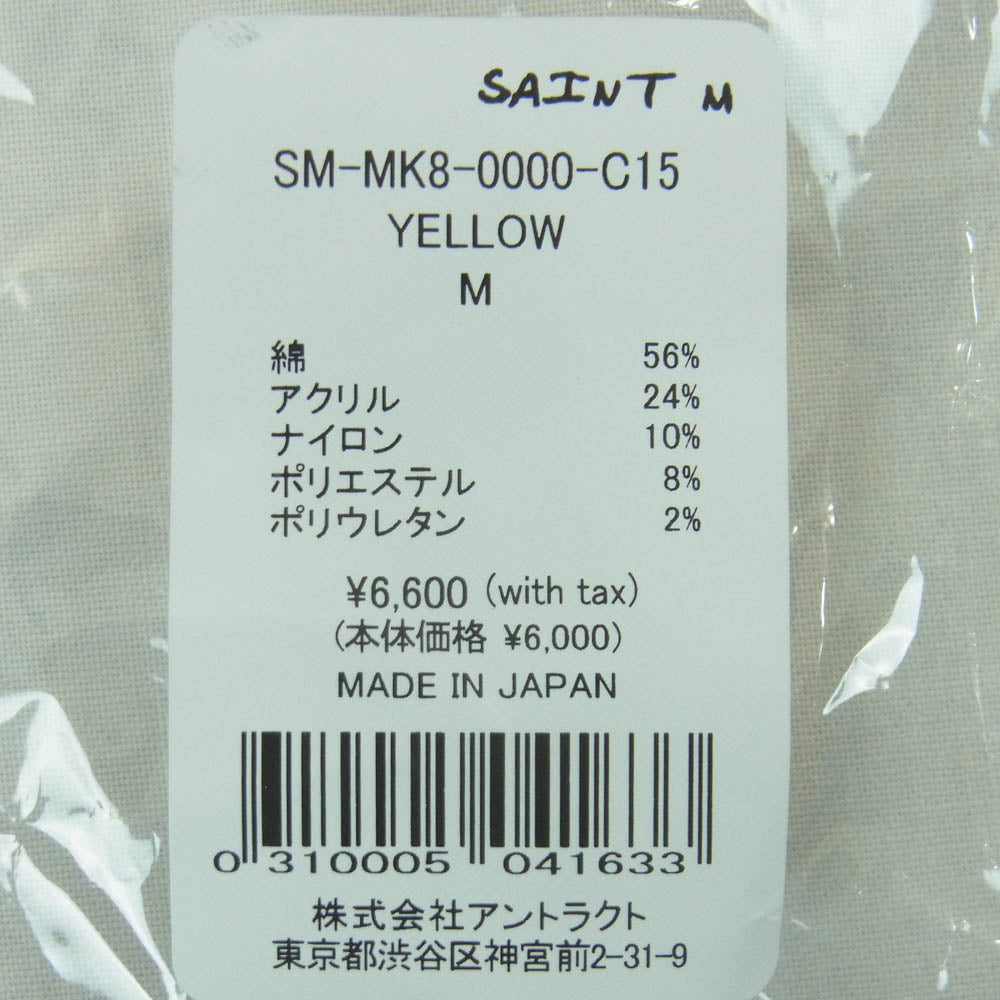 SAINT M
SM-MK8-0000-C15
YELLOW
M
綿 56%
アクリル 24%
ナイロン 10%
ポリエステル 8%
ポリウレタン 2%
¥6,600 (with tax)
(本体価格 ¥6,000)
MADE IN JAPAN
0 310005 041633
株式会社アントラクト
東京都渋谷区神宮前2-31-9